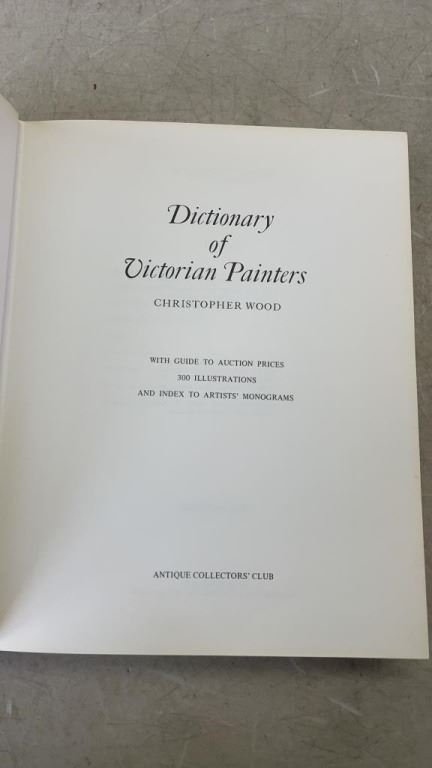 Dictionary
of
Victorian Painters
CHRISTOPHER WOOD
WITH GUIDE TO AUCTION PRICES
300 ILLUSTRATIONS
AND INDEX TO ARTISTS' MONOGRAMS
ANTIQUE COLLECTORS' CLUB